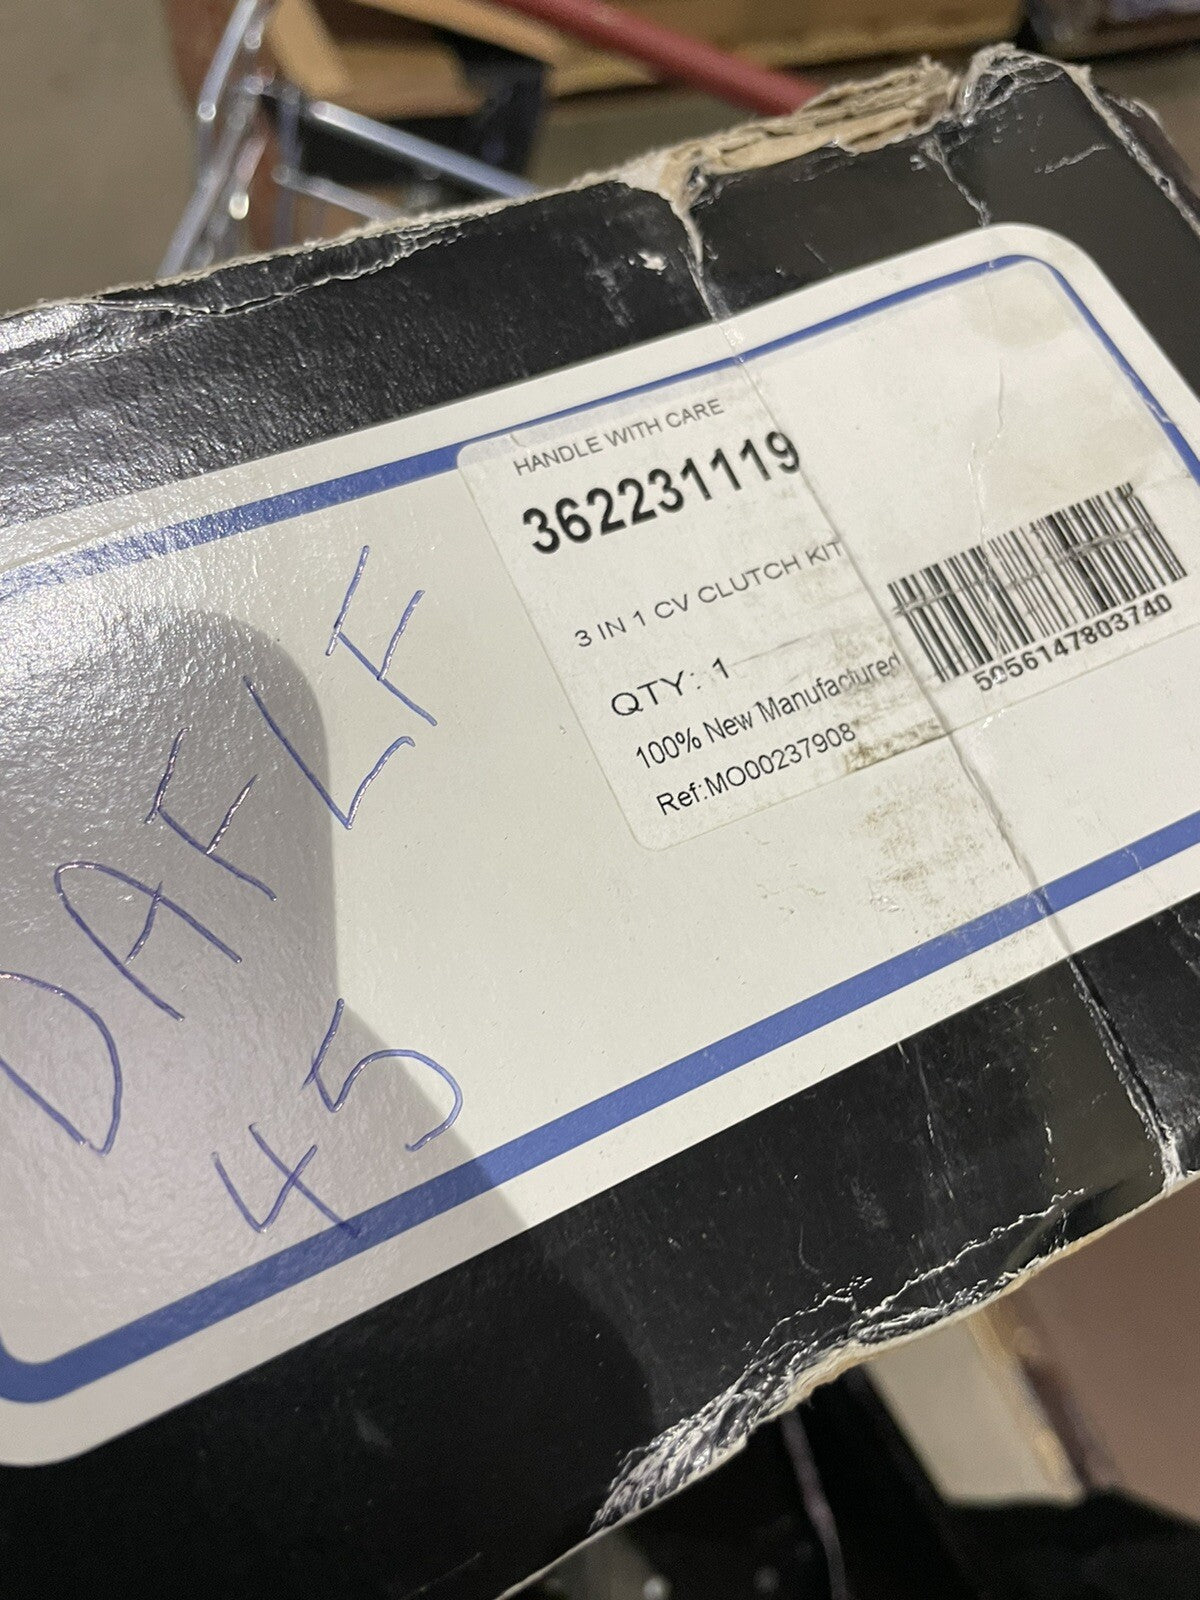 HANDLE WITH CARE
362231119
3 IN 1 CV CLUTCH KIT
QTY: 1
100% New Manufactured
Ref:MO00237908
5056147803740
DAF LF
45